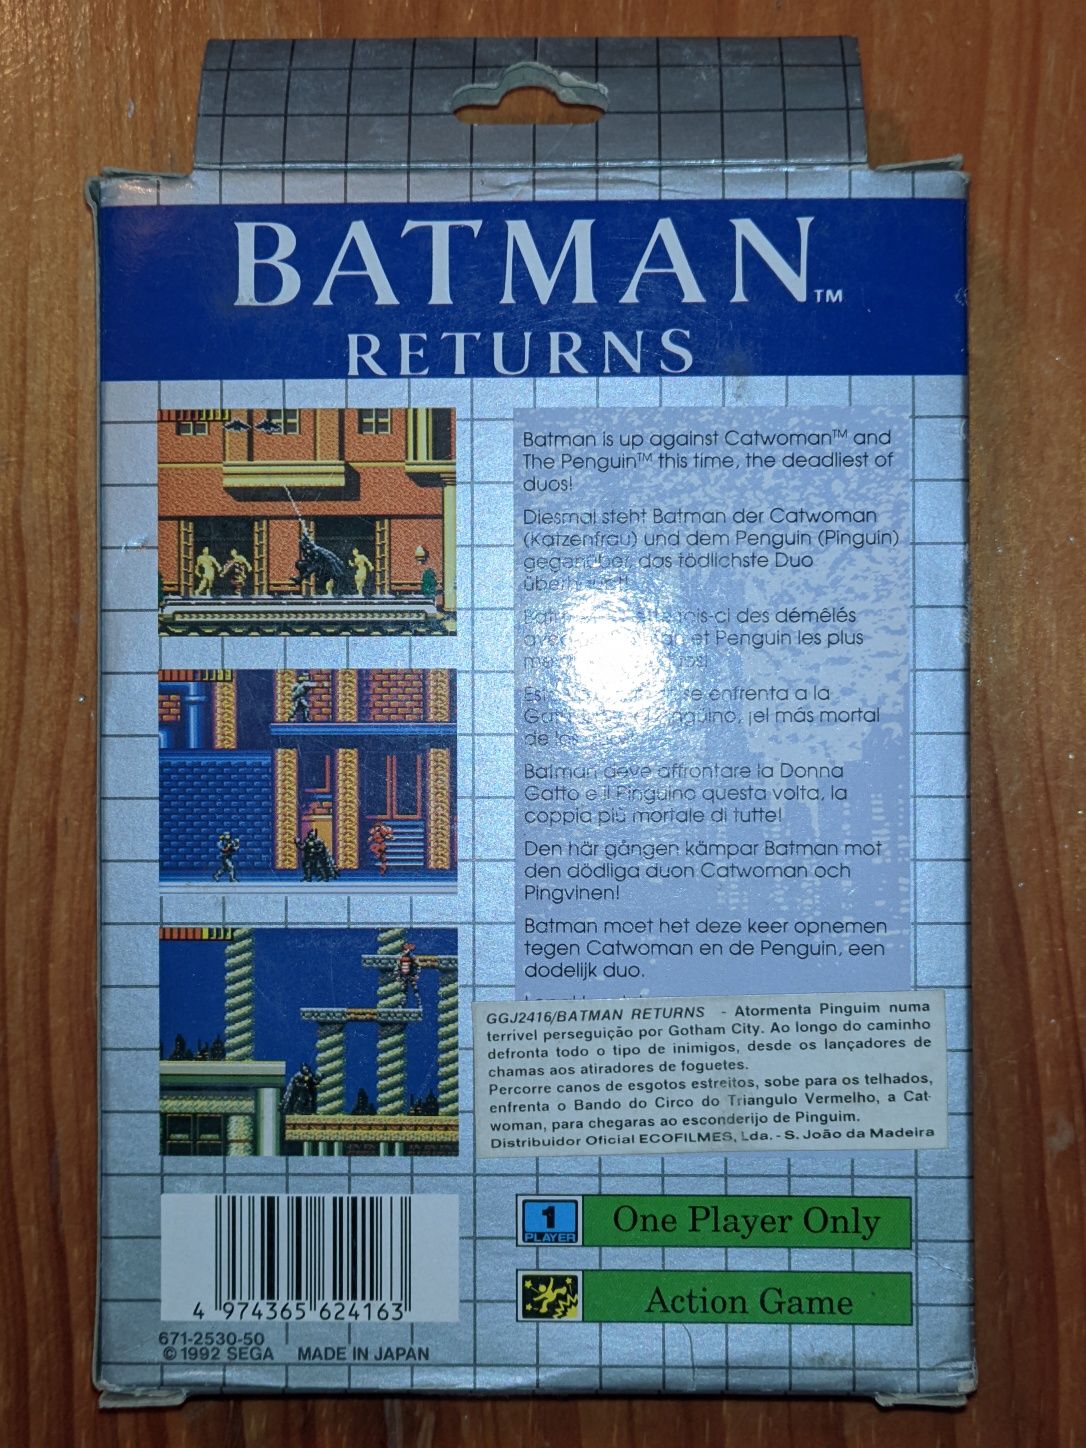 BATMAN™
RETURNS
Batman is up against Catwoman™ and
The Penguin™ this time, the deadliest of
duos!
Diesmal steht Batman der Catwoman
(Katzenfrau) und dem Penguin (Pinguin)
das tödlichste Duo
des démêlés
et Penguin les plus
se enfrenta a la
¡el más mortal
de
Batman deve affrontare la Donna
Gatto e il Pinguino questa volta, la
coppia più mortale di tutte!
Den här gången kämpar Batman mot
den dödliga duon Catwoman och
Pingvinen!
Batman moet het deze keer opnemen
tegen Catwoman en de Penguin, een
dodelijk duo.
GGJ2416/BATMAN RETURNS - Atormenta Pinguim numa
terrível perseguição por Gotham City. Ao longo do caminho
defronta todo o tipo de inimigos, desde os lançadores de
chamas aos atiradores de foguetes.
Percorre canos de esgotos estreitos, sobe para os telhados,
enfrenta o Bando do Circo do Triangulo Vermelho, a Cat-
woman, para chegaras ao esconderijo de Pinguim.
Distribuidor Oficial ECOFILMES, Lda. - S. João da Madeira
1
PLAYER
One Player Only
Action Game
4 974365 624163
671-2530-50
© 1992 SEGA MADE IN JAPAN